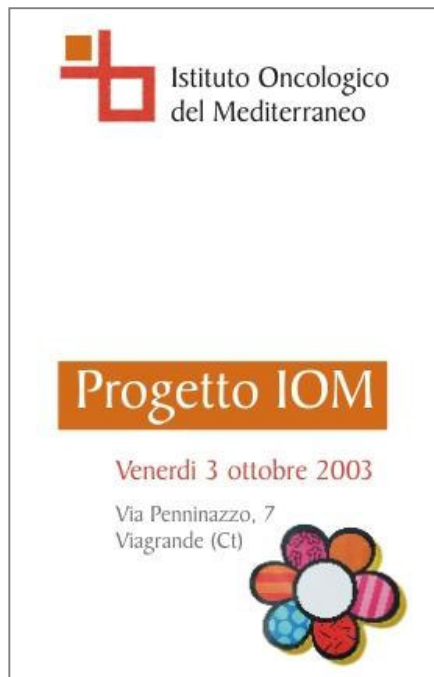 Istituto Oncologico
del Mediterraneo
Progetto IOM
Venerdi 3 ottobre 2003
Via Penninazzo, 7
Viagrande (Ct)